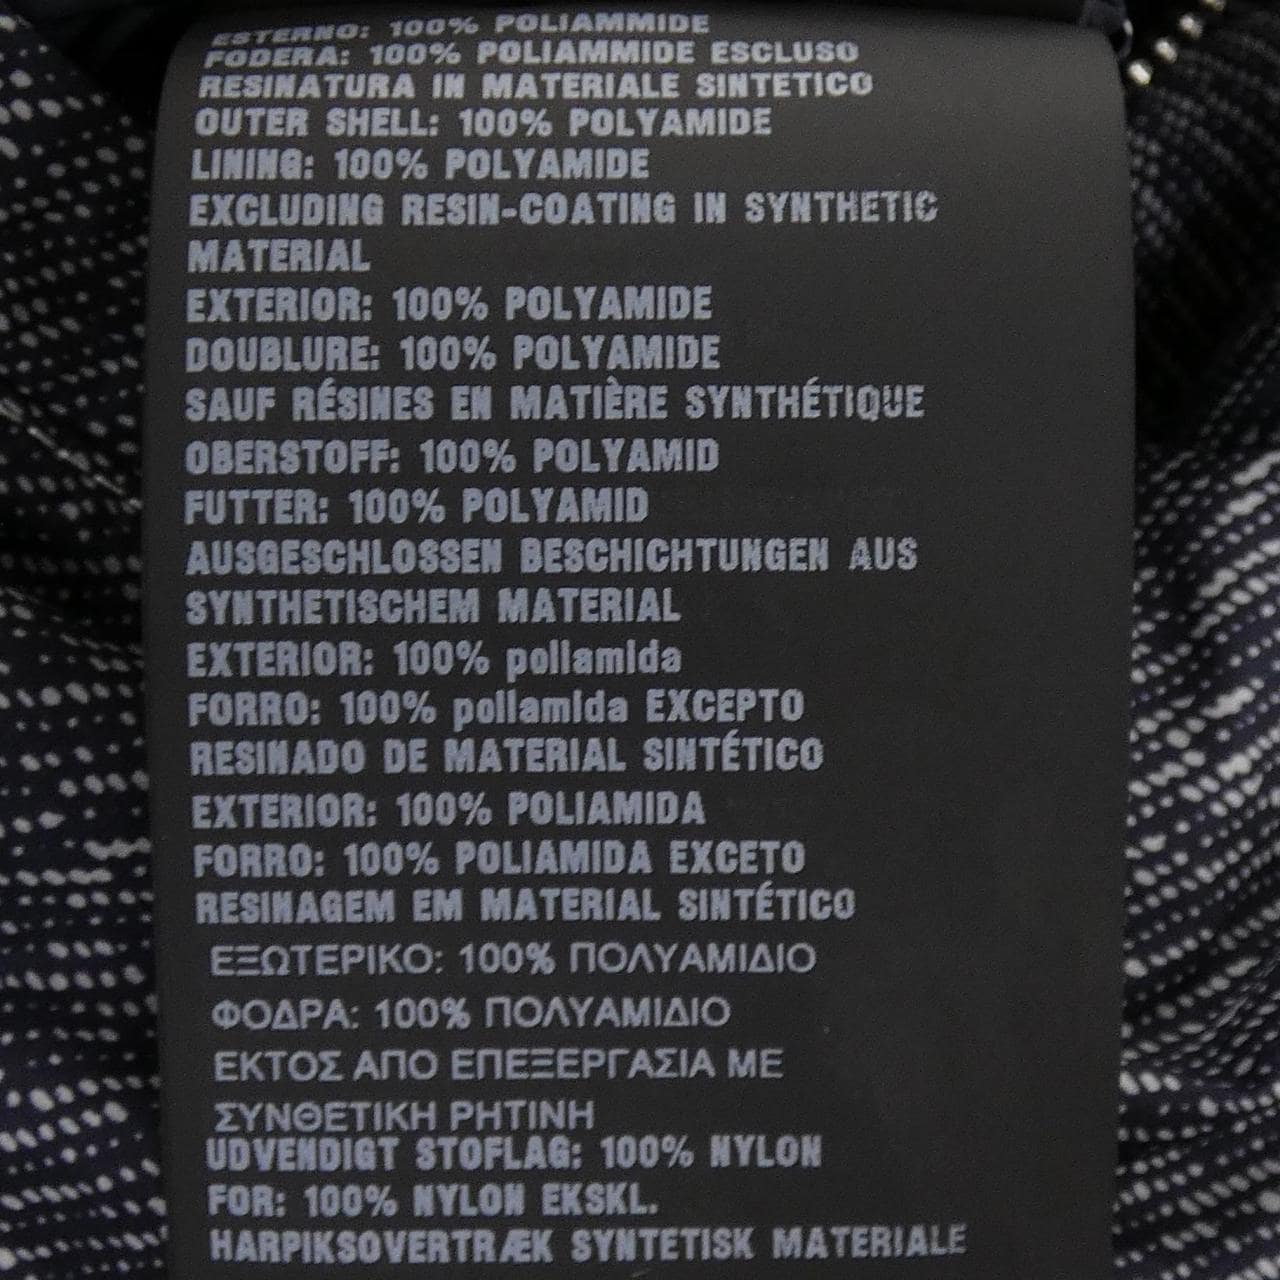 ESTERNO: 100% POLIAMMIDE
FODERA: 100% POLIAMMIDE ESCLUSO
RESINATURA IN MATERIALE SINTETICO
OUTER SHELL: 100% POLYAMIDE
LINING: 100% POLYAMIDE
EXCLUDING RESIN-COATING IN SYNTHETIC
MATERIAL
EXTERIOR: 100% POLYAMIDE
DOUBLURE: 100% POLYAMIDE
SAUF RÉSINES EN MATIÈRE SYNTHÉTIQUE
OBERSTOFF: 100% POLYAMID
FUTTER: 100% POLYAMID
AUSGESCHLOSSEN BESCHICHTUNGEN AUS
SYNTHETISCHEM MATERIAL
EXTERIOR: 100% poliamida
FORRO: 100% poliamida EXCEPTO
RESINADO DE MATERIAL SINTÉTICO
EXTERIOR: 100% POLIAMIDA
FORRO: 100% POLIAMIDA EXCETO
RESINAGEM EM MATERIAL SINTÉTICO
ΕΞΩΤΕΡΙΚΟ: 100% ΠΟΛΥΑΜΙΔΙΟ
ΦΟΔΡΑ: 100% ΠΟΛΥΑΜΙΔΙΟ
ΕΚΤΟΣ ΑΠΟ ΕΠΕΞΕΡΓΑΣΙΑ ΜΕ
ΣΥΝΘΕΤΙΚΗ ΡΗΤΙΝΗ
UDVENDIGT STOFLAG: 100% NYLON
FOR: 100% NYLON EKSKL.
HARPIKSOVERTRÆK SYNTETISK MATERIALE